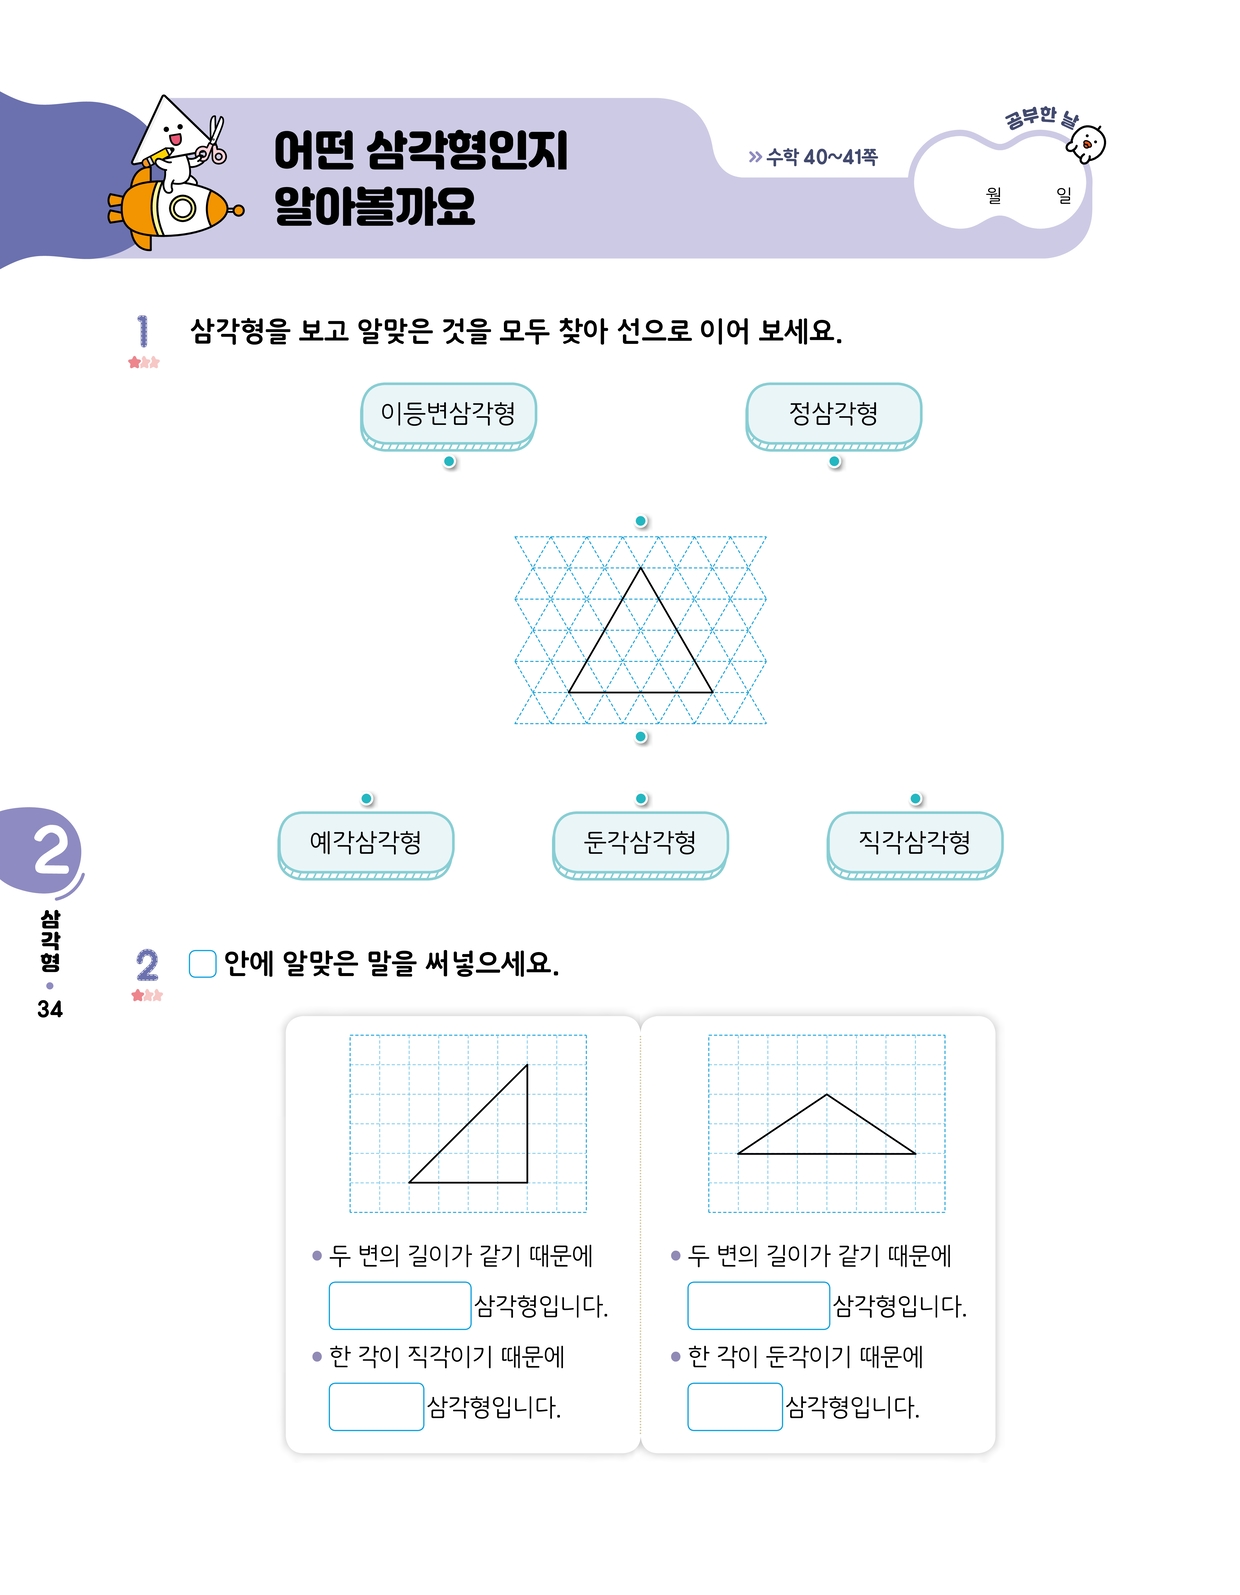 어떤 삼각형인지
알아볼까요
수학 40~41쪽
공부한 날
월 일
1 삼각형을 보고 알맞은 것을 모두 찾아 선으로 이어 보세요.
이등변삼각형 정삼각형
예각삼각형 둔각삼각형 직각삼각형
2
삼각형
34
2 안에 알맞은 말을 써넣으세요.
두 변의 길이가 같기 때문에
삼각형입니다.
한 각이 직각이기 때문에
삼각형입니다.
두 변의 길이가 같기 때문에
삼각형입니다.
한 각이 둔각이기 때문에
삼각형입니다.